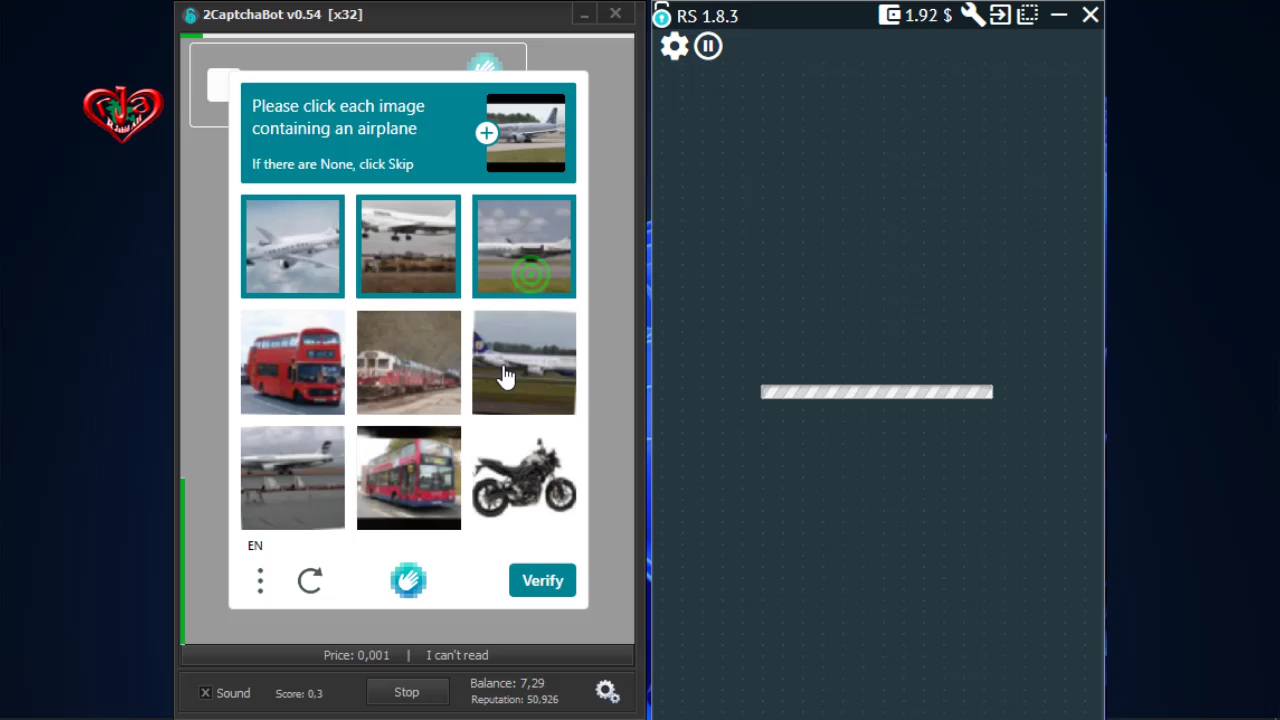 2CaptchaBot v0.54 [x32]
RS 1.8.3
1.92 $
Please click each image
containing an airplane
If there are None, click Skip
EN
Verify
Price: 0,001 | I can't read
Sound
Score: 0,3
Stop
Balance: 7,29
Reputation: 50,926